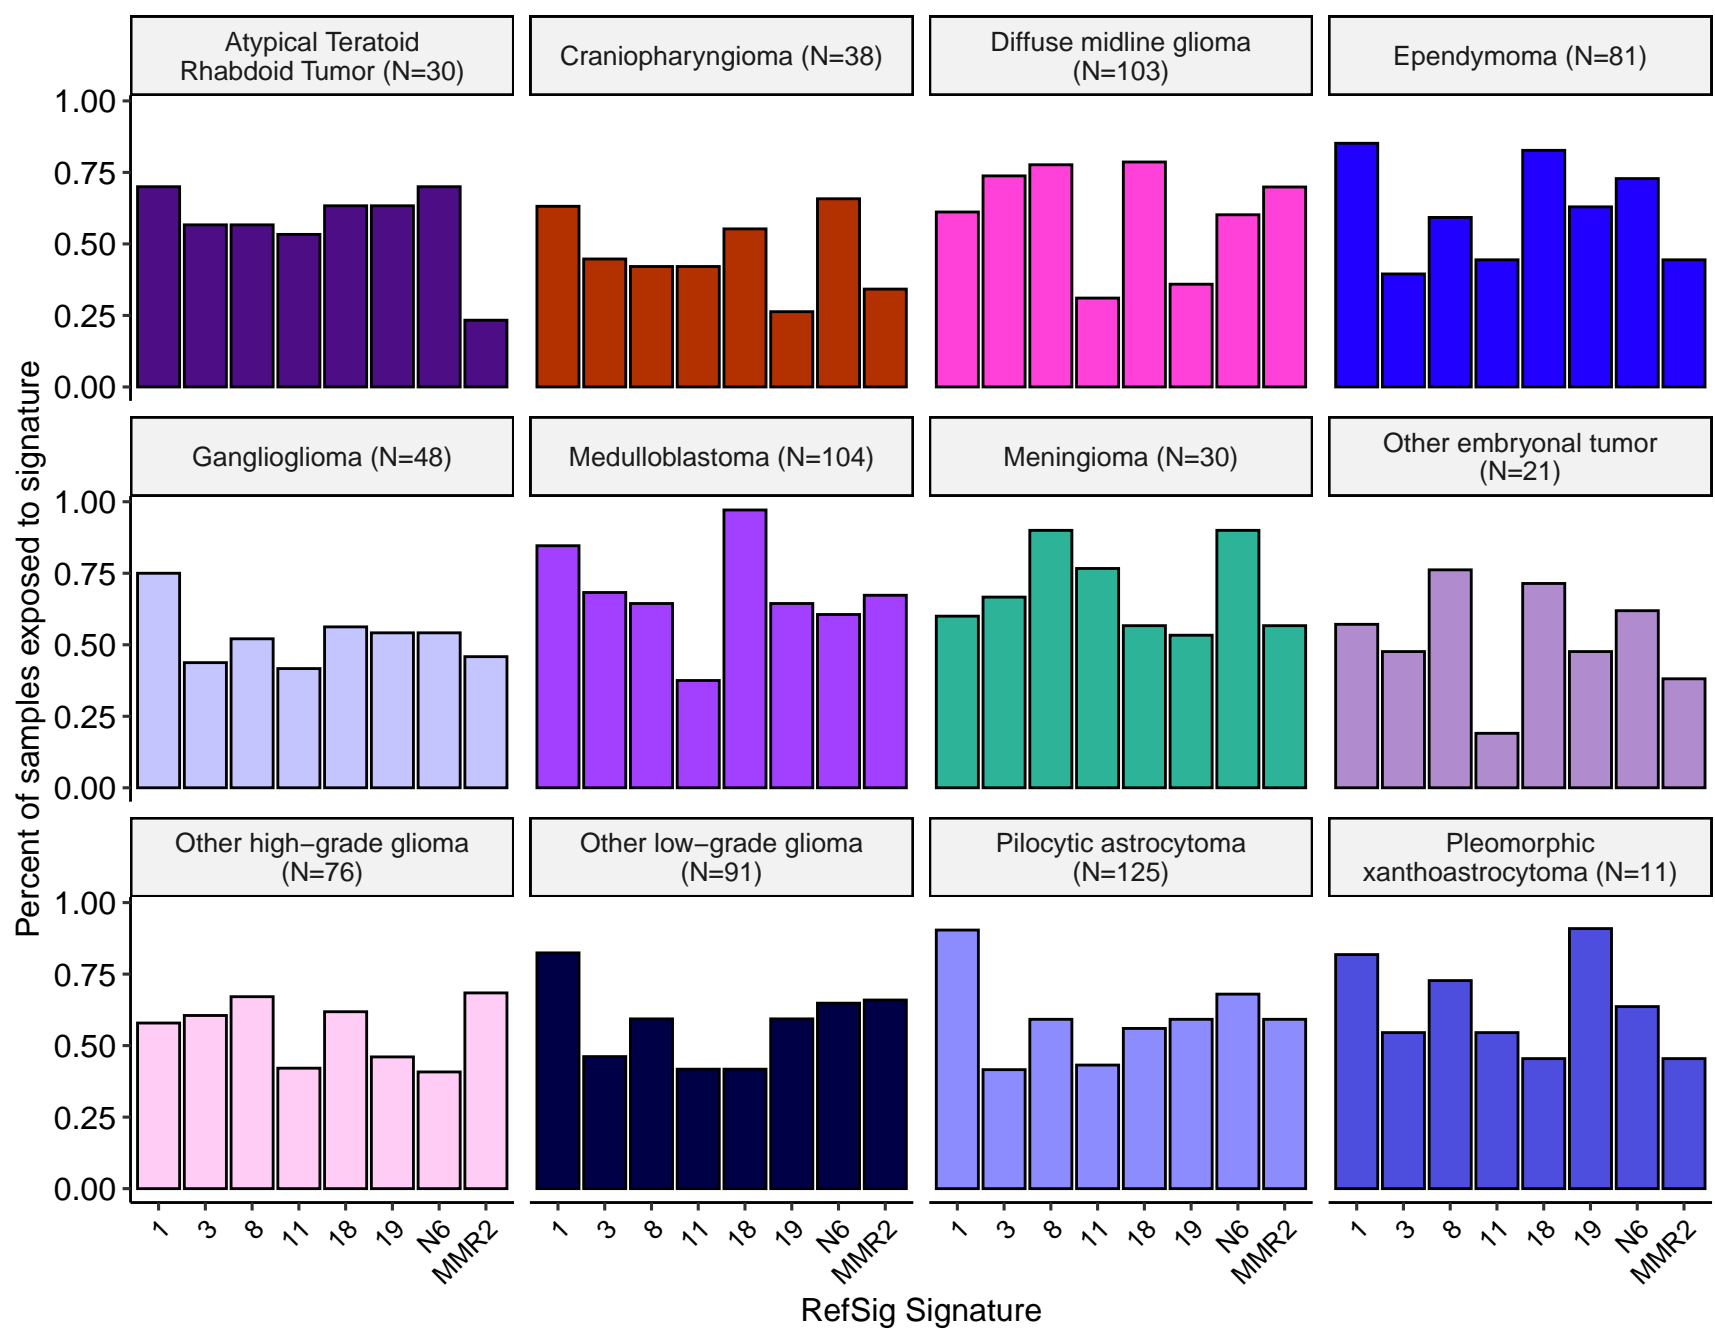 Atypical Teratoid
Rhabdoid Tumor (N=30)
Craniopharyngioma (N=38)
Diffuse midline glioma
(N=103)
Ependymoma (N=81)
1.00
0.75
0.50
0.25
0.00
Ganglioglioma (N=48)
Medulloblastoma (N=104)
Meningioma (N=30)
Other embryonal tumor
(N=21)
1.00
0.75
0.50
0.25
0.00
Other high−grade glioma
(N=76)
Other low−grade glioma
(N=91)
Pilocytic astrocytoma
(N=125)
Pleomorphic
xanthoastrocytoma (N=11)
1.00
0.75
0.50
0.25
0.00
Percent of samples exposed to signature
1 3 8 11 18 19 N6 MMR2
1 3 8 11 18 19 N6 MMR2
1 3 8 11 18 19 N6 MMR2
1 3 8 11 18 19 N6 MMR2
RefSig Signature